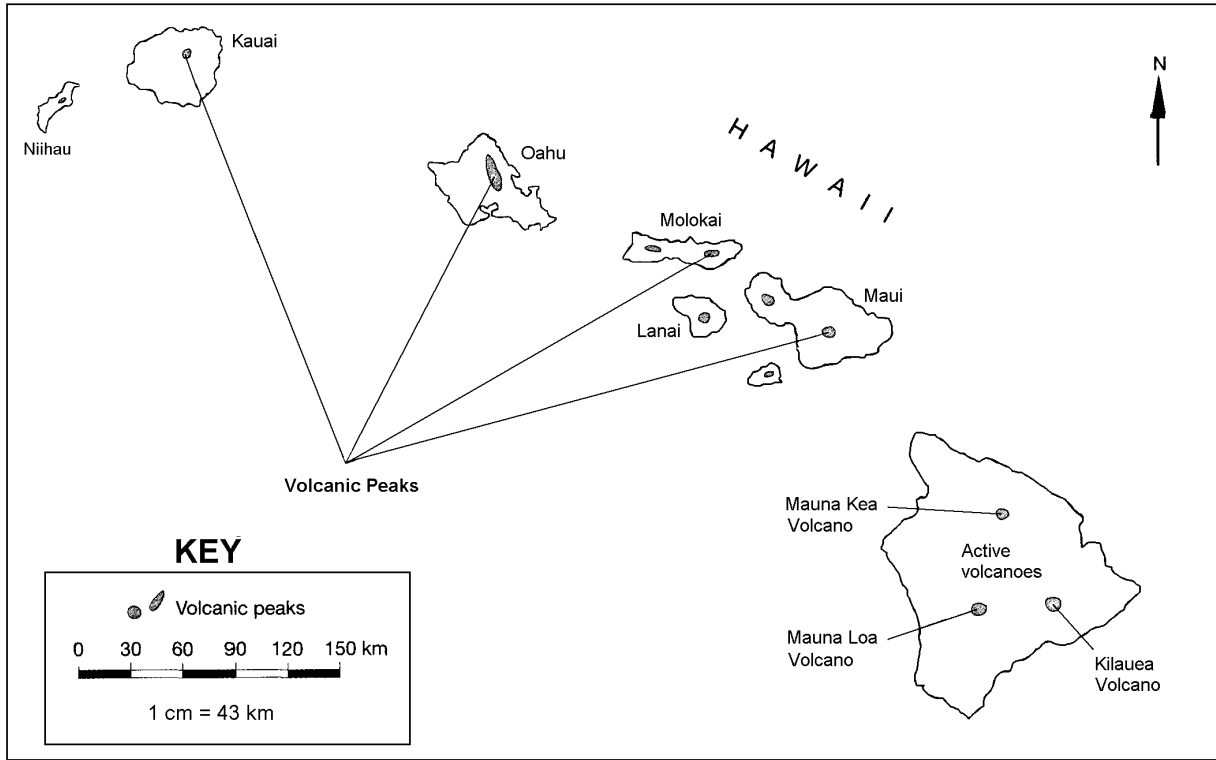 Kauai
Niihau
Oahu
N
HAWAII
Molokai
Maui
Lanai
Volcanic Peaks
Mauna Kea
Volcano
Active
volcanoes
Mauna Loa
Volcano
Kilauea
Volcano
KEY
Volcanic peaks
0 30 60 90 120 150 km
1 cm = 43 km